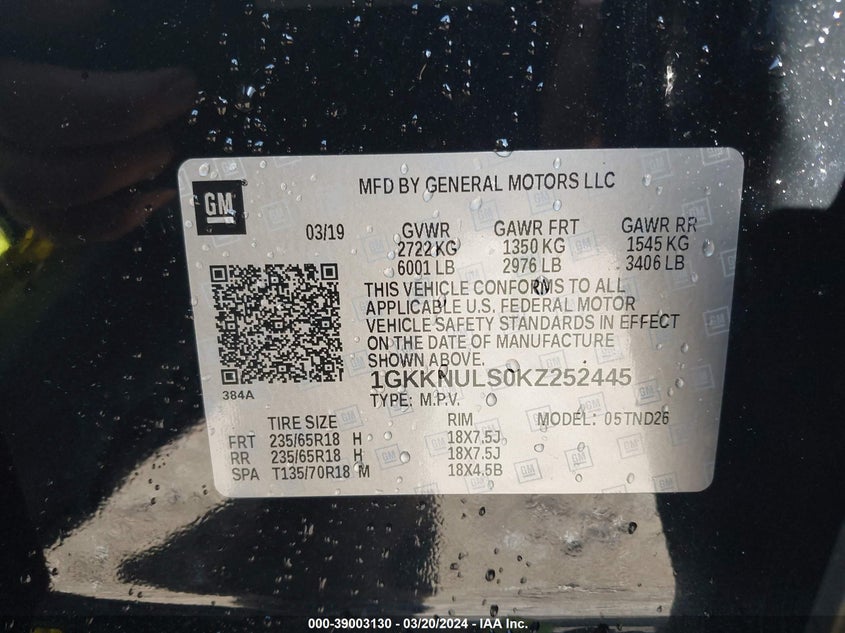 GM
MFD BY GENERAL MOTORS LLC
03/19 GVWR GAWR FRT GAWR RR
2722 KG 1350 KG 1545 KG
6001 LB 2976 LB 3406 LB
THIS VEHICLE CONFORMS TO ALL
APPLICABLE U.S. FEDERAL MOTOR
VEHICLE SAFETY STANDARDS IN EFFECT
ON THE DATE OF MANUFACTURE
SHOWN ABOVE.
1GKKNULS0KZ252445
384A
TYPE: M.P.V.
TIRE SIZE RIM MODEL: 05TND26
FRT 235/65R18 H 18X7.5J
RR 235/65R18 H 18X7.5J
SPA T135/70R18 M 18X4.5B
000-39003130 - 03/20/2024 - IAA Inc.